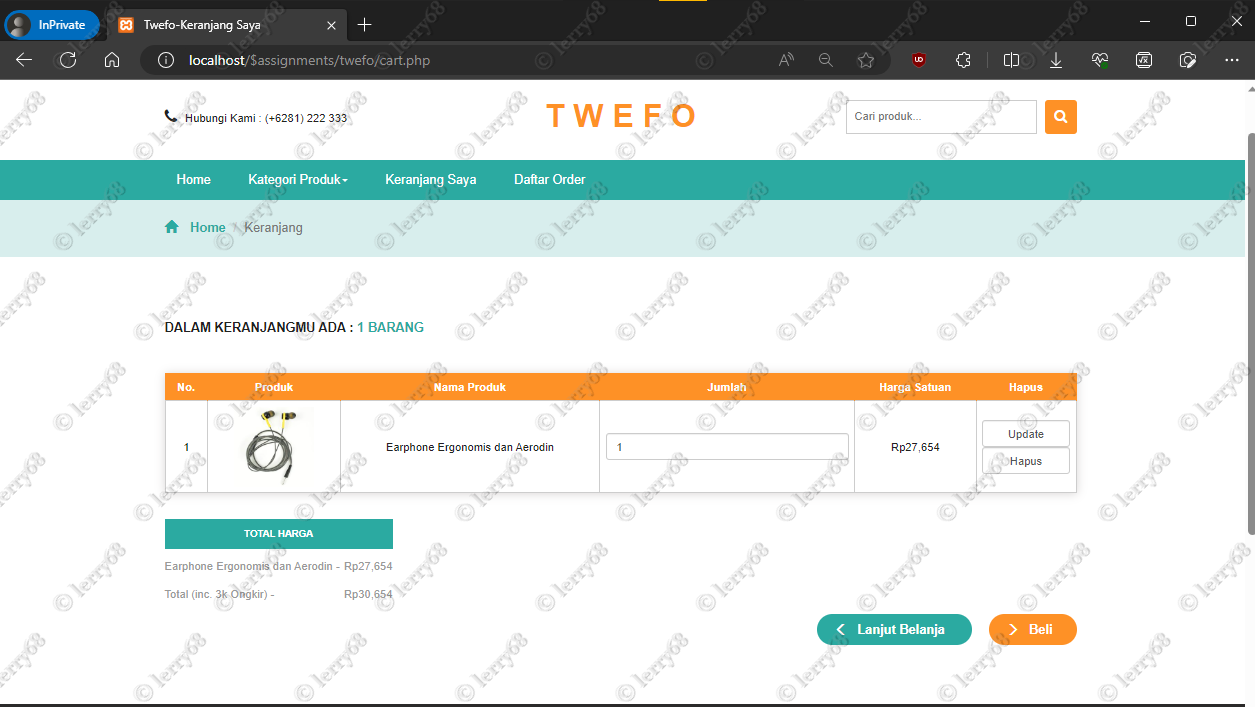 InPrivate
Twefo-Keranjang Saya
localhost/$assignments/twefo/cart.php
Hubungi Kami : (+6281) 222 333
TWEFO
Cari produk...
Home
Kategori Produk
Keranjang Saya
Daftar Order
Home / Keranjang
DALAM KERANJANGMU ADA : 1 BARANG
No. Produk Nama Produk Jumlah Harga Satuan Hapus
1 Earphone Ergonomis dan Aerodin 1 Rp27,654
Update
Hapus
TOTAL HARGA
Earphone Ergonomis dan Aerodin - Rp27,654
Total (inc. 3k Ongkir) - Rp30,654
Lanjut Belanja
Beli
© lerry68